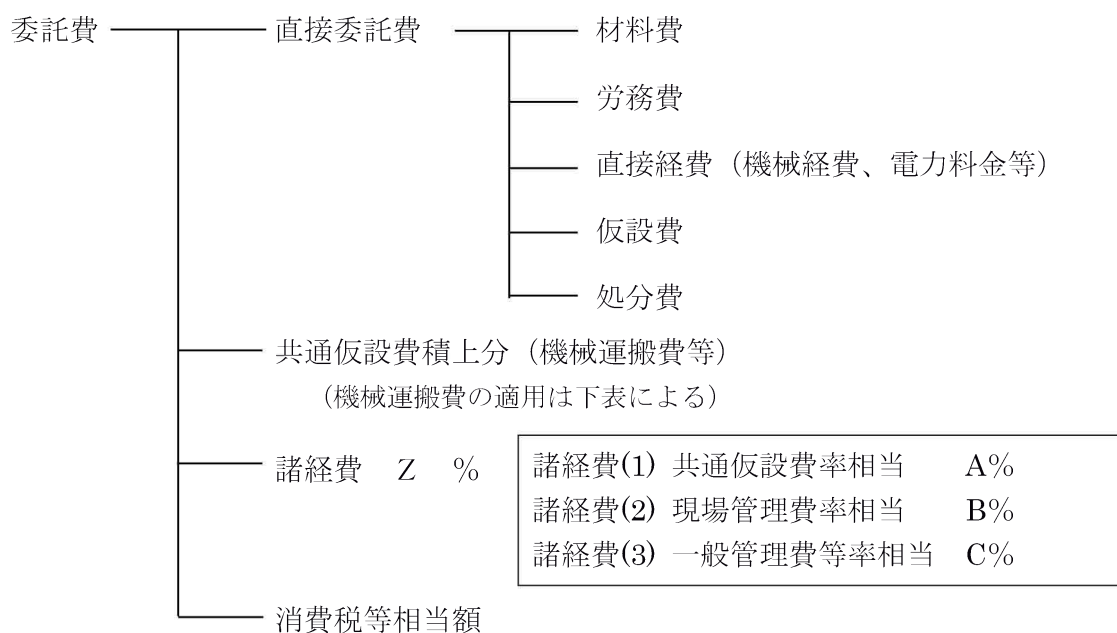 委託費
直接委託費
材料費
労務費
直接経費（機械経費、電力料金等）
仮設費
処分費
共通仮設費積上分（機械運搬費等）
（機械運搬費の適用は下表による）
諸経費 Z %
諸経費(1) 共通仮設費率相当 A%
諸経費(2) 現場管理費率相当 B%
諸経費(3) 一般管理費等率相当 C%
消費税等相当額